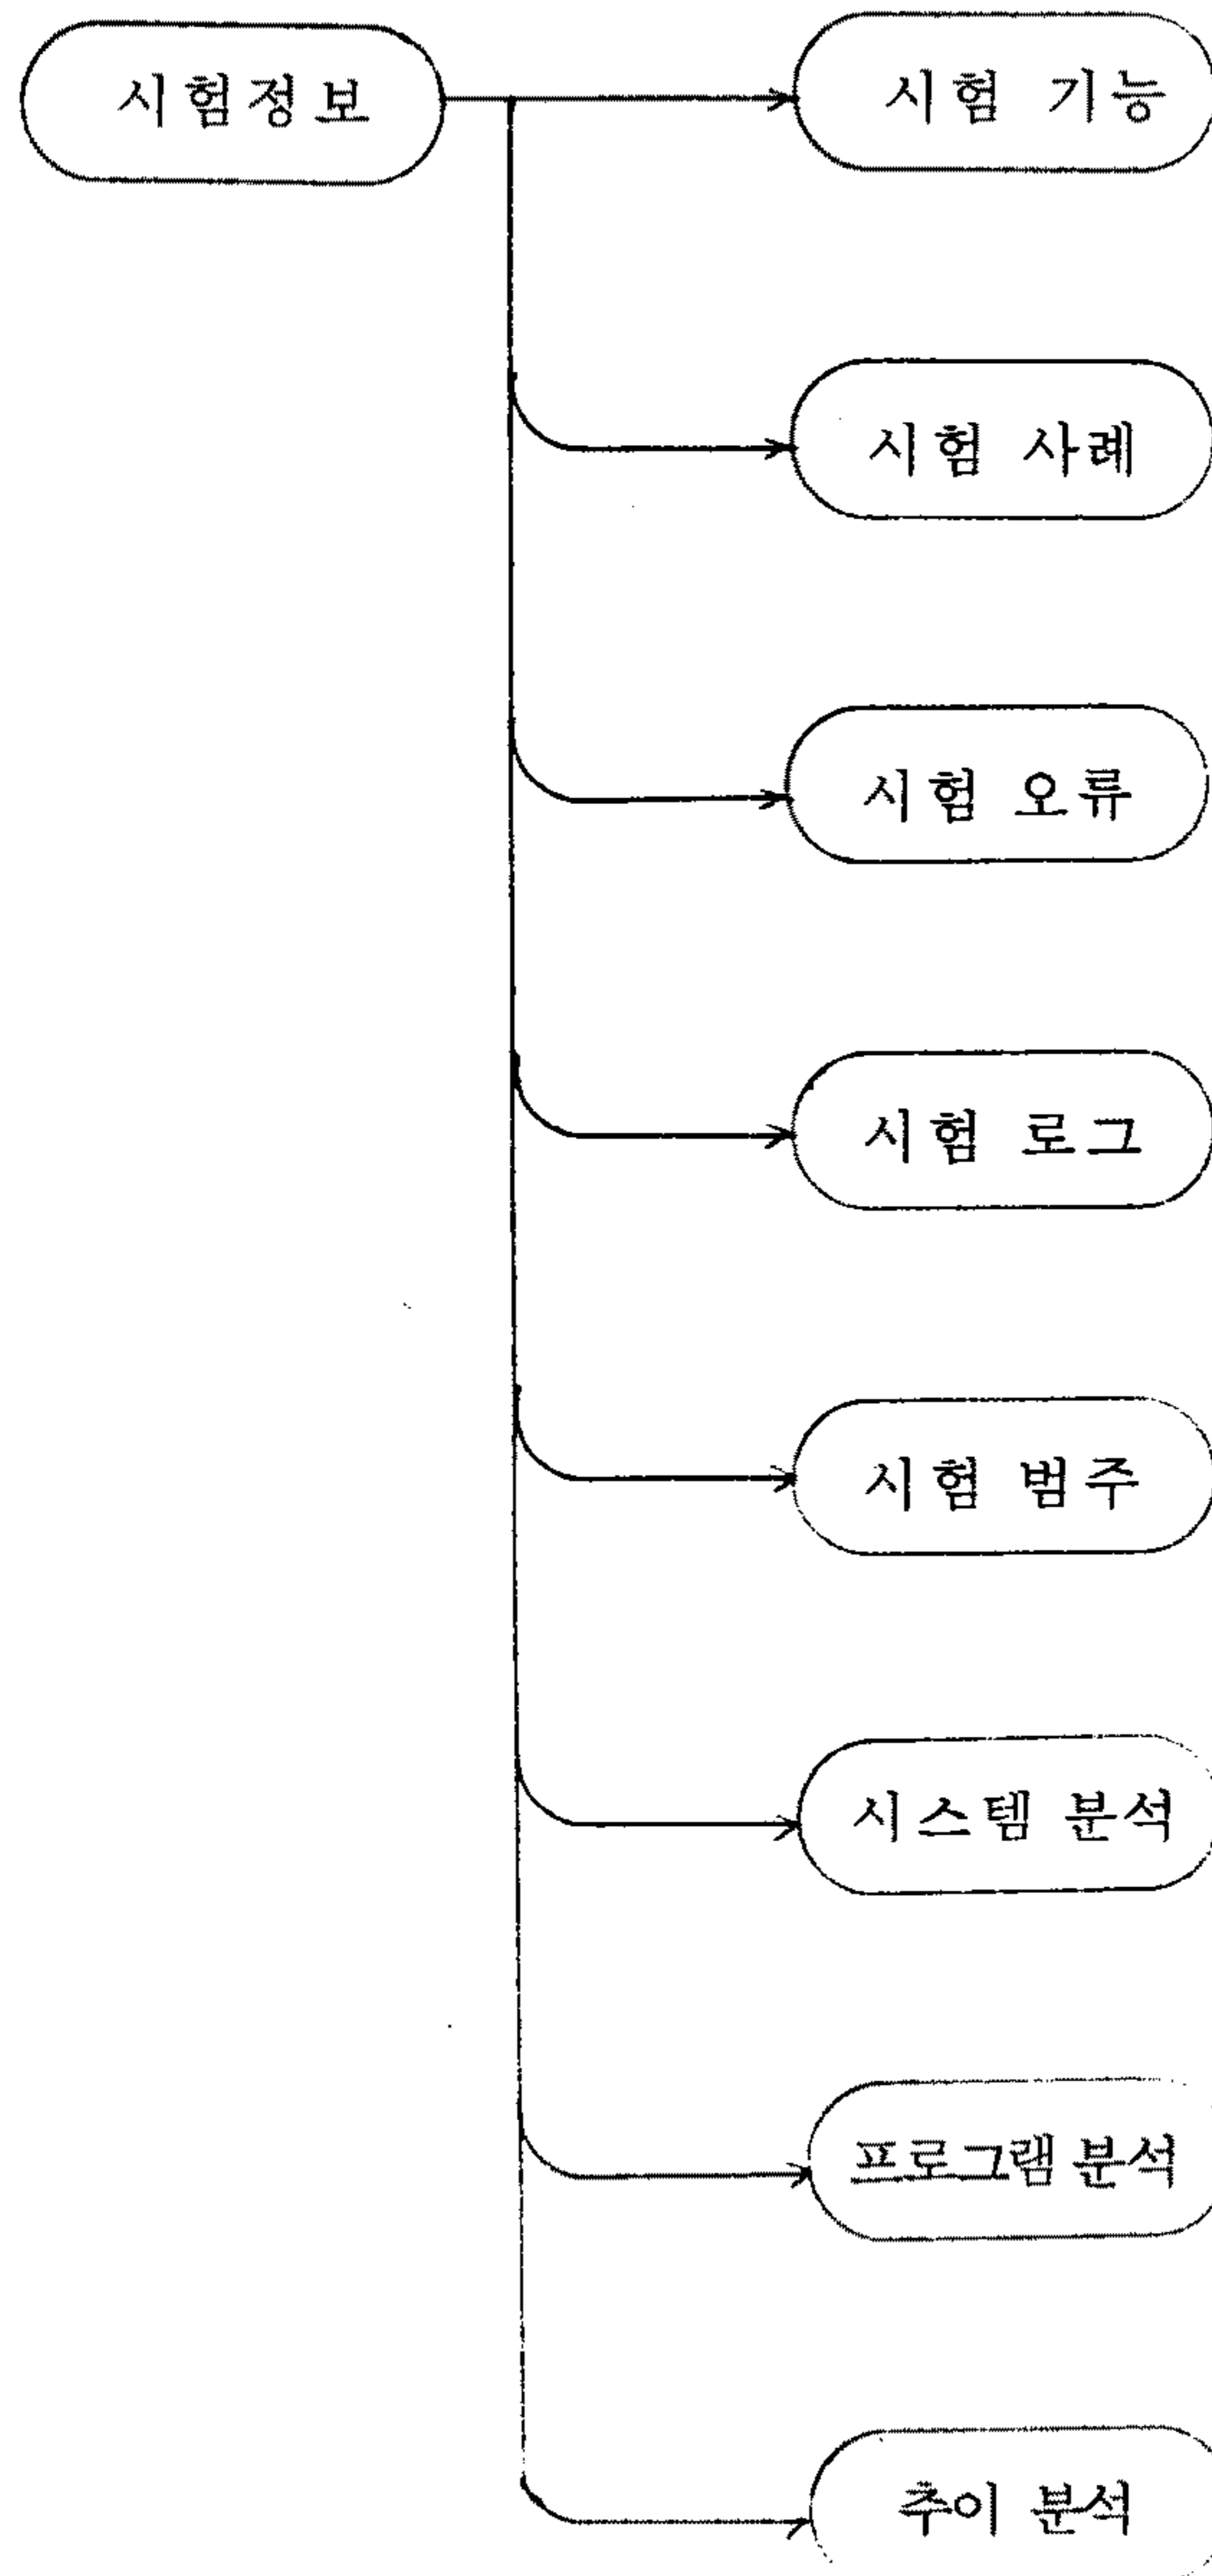 시험정보
시험 기능
시험 사례
시험 오류
시험 로그
시험 범주
시스템 분석
프로그램 분석
추이 분석